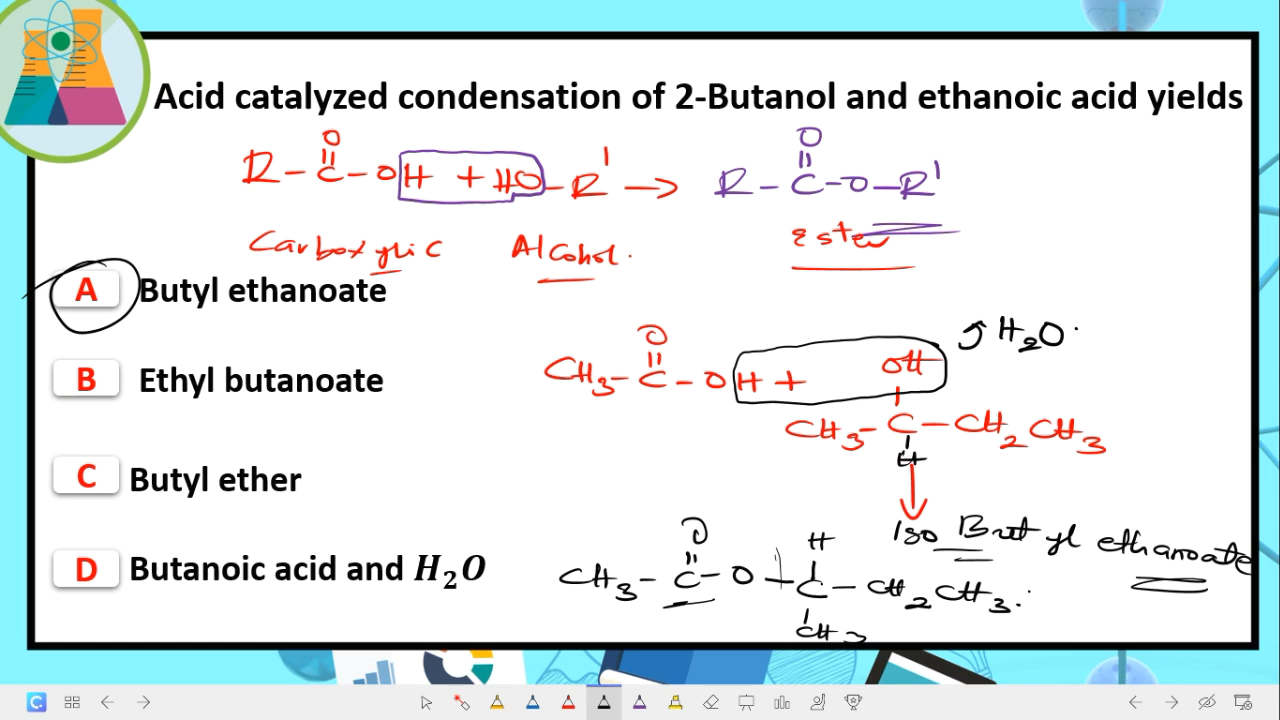 Acid catalyzed condensation of 2-Butanol and ethanoic acid yields
O
||
R-C-OH + HO-R' →
O
||
R-C-O-R'
Carboxylic Alcohol.
Ester
A Butyl ethanoate
B Ethyl butanoate
C Butyl ether
D Butanoic acid and H₂O
O
||
CH₃-C-OH +
OH
|
CH₃-C-CH₂CH₃
|
H
H₂O.
Iso Butyl ethanoate
O
||
CH₃-C-O
H
|
-C-CH₂CH₃.
|
CH₃
C